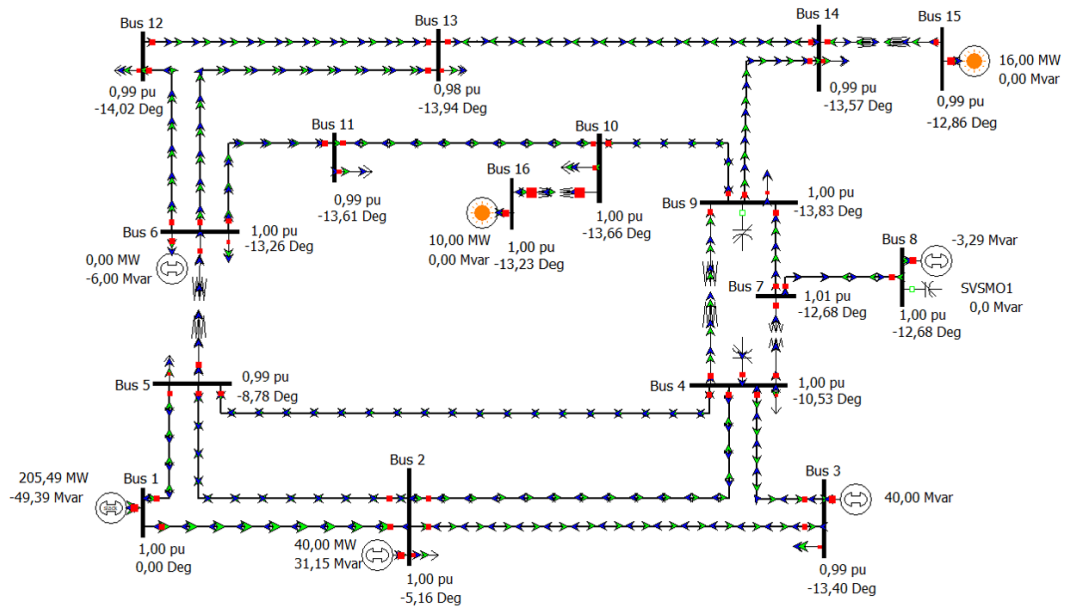 Bus 12
0,99 pu
-14,02 Deg
Bus 13
0,98 pu
-13,94 Deg
Bus 14
0,99 pu
-13,57 Deg
Bus 15
16,00 MW
0,00 Mvar
0,99 pu
-12,86 Deg
Bus 11
0,99 pu
-13,61 Deg
Bus 10
1,00 pu
-13,66 Deg
Bus 16
10,00 MW
0,00 Mvar
1,00 pu
-13,23 Deg
Bus 9
1,00 pu
-13,83 Deg
Bus 6
1,00 pu
-13,26 Deg
0,00 MW
-6,00 Mvar
Bus 8
-3,29 Mvar
SVSMO1
0,0 Mvar
1,00 pu
-12,68 Deg
Bus 7
1,01 pu
-12,68 Deg
Bus 5
0,99 pu
-8,78 Deg
Bus 4
1,00 pu
-10,53 Deg
205,49 MW
-49,39 Mvar
Bus 1
1,00 pu
0,00 Deg
Bus 2
40,00 MW
31,15 Mvar
1,00 pu
-5,16 Deg
Bus 3
40,00 Mvar
0,99 pu
-13,40 Deg